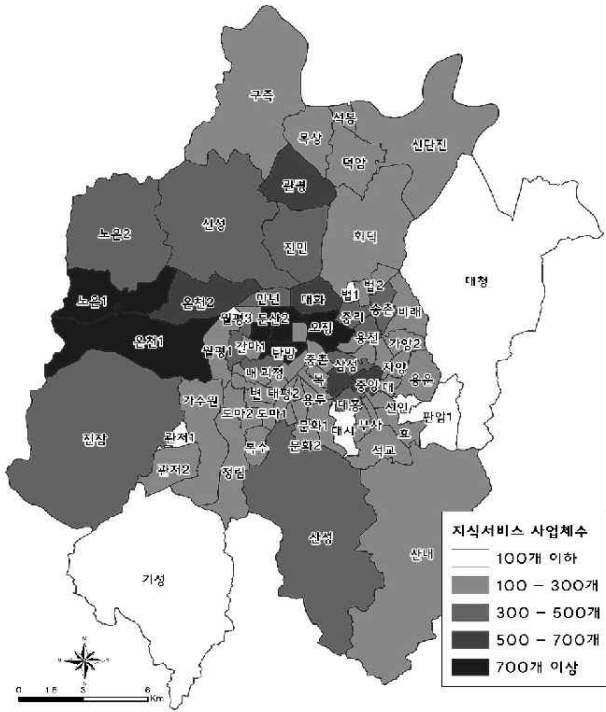 구즉
석봉
목상
신탄진
덕암
관평
신성
노은2
전민
회덕
대청
노은1
온천2
만년
대화
법1
법2
송촌
비래
월평3
둔산2
오정
중리
온천1
월평1
갈마1
탄방
용전
가양2
중촌
삼성
자양
내
괴정
목
중앙
대
용운
가수원
변
태평2
용두
대흥
선인
판암1
진잠
관저1
도마2
도마1
문화1
대사
부사
효
관저2
정림
복수
문화2
석교
산성
산내
기성
지식서비스 사업체수
100개 이하
100 - 300개
300 - 500개
500 - 700개
700개 이상
N
W
E
S
0 1.5 3 6
Km